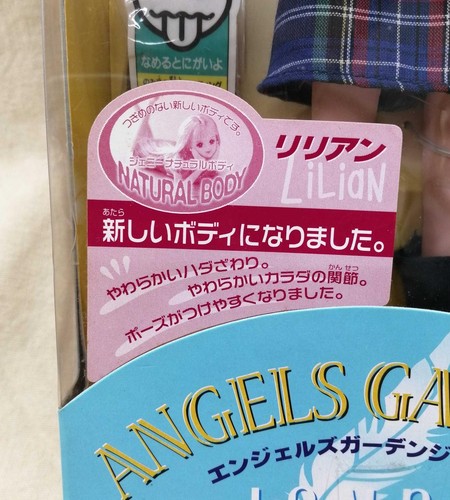 なめるとにがいよ
つぎめのない新しいボディです。
ジェニーナチュラルボディ
NATURAL BODY
リリアン
LiLiaN
あたら
新しいボディになりました。
やわらかいハダざわり。
かんせつ
やわらかいカラダの関節。
ポーズがつけやすくなりました。
ANGELS GA
エンジェルズガーデンジ